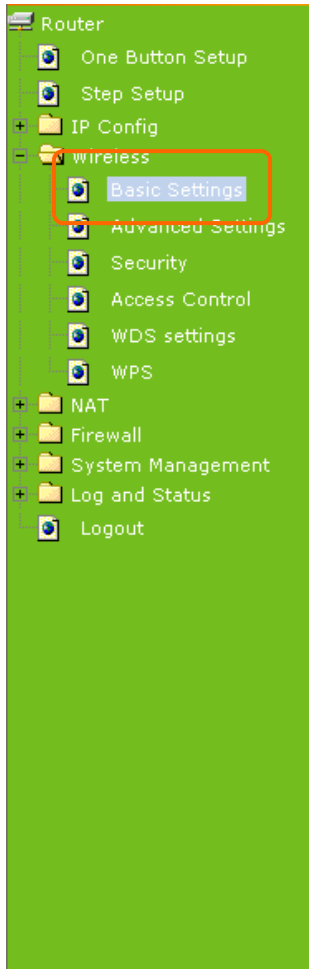 Router
One Button Setup
Step Setup
IP Config
Wireless
Basic Settings
Advanced Settings
Security
Access Control
WDS settings
WPS
NAT
Firewall
System Management
Log and Status
Logout